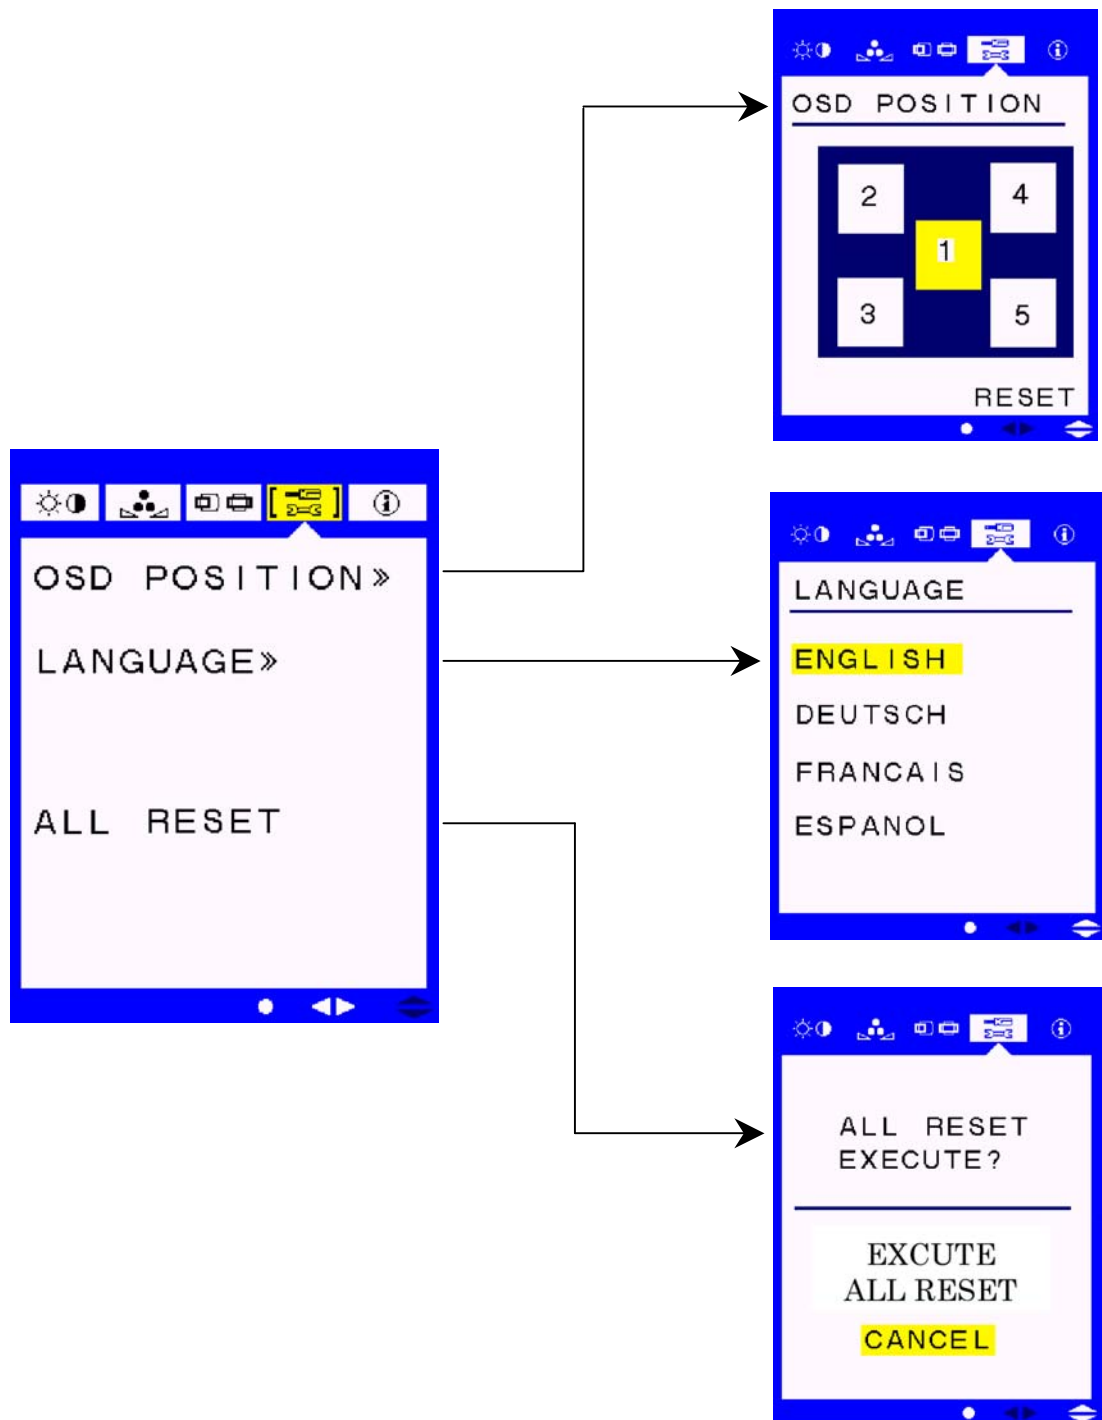 OSD POSITION
2
4
1
3
5
RESET
OSD POSITION»
LANGUAGE»
ALL RESET
LANGUAGE
ENGLISH
DEUTSCH
FRANCAIS
ESPANOL
ALL RESET
EXECUTE?
EXCUTE
ALL RESET
CANCEL